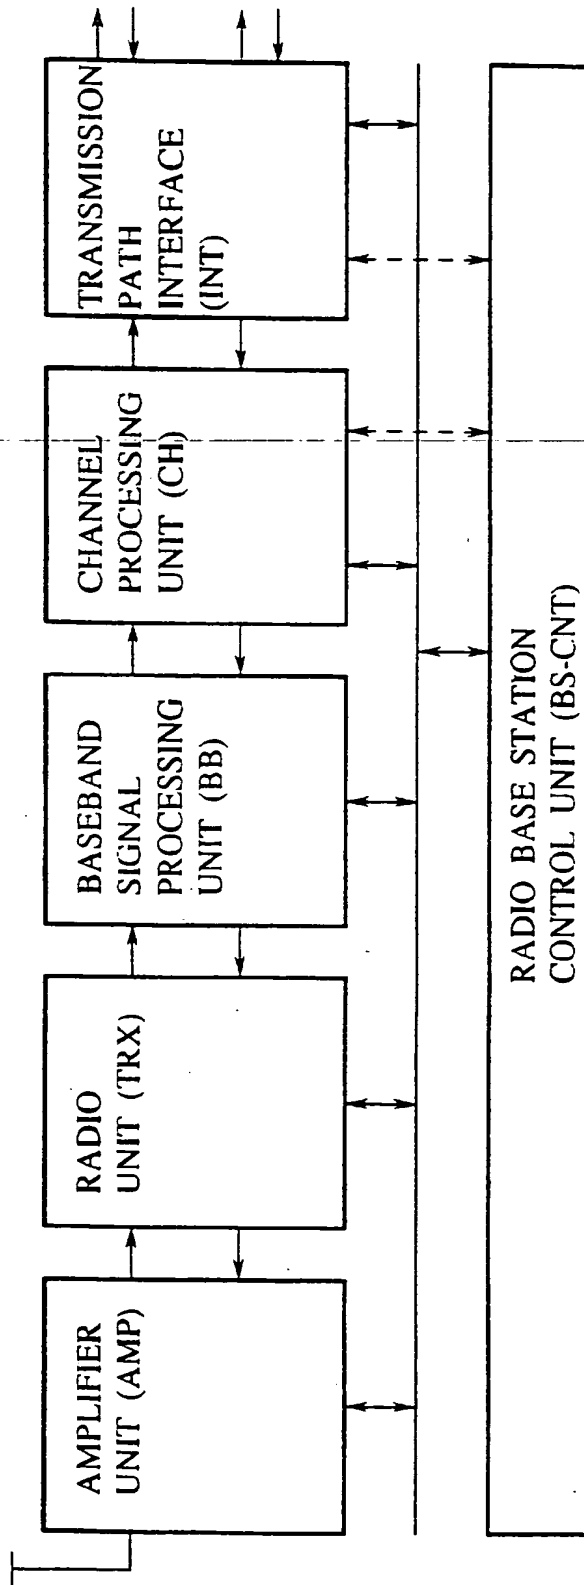 AMPLIFIER
UNIT (AMP)
RADIO
UNIT (TRX)
BASEBAND
SIGNAL
PROCESSING
UNIT (BB)
CHANNEL
PROCESSING
UNIT (CH)
TRANSMISSION
PATH
INTERFACE
(INT)
RADIO BASE STATION
CONTROL UNIT (BS-CNT)